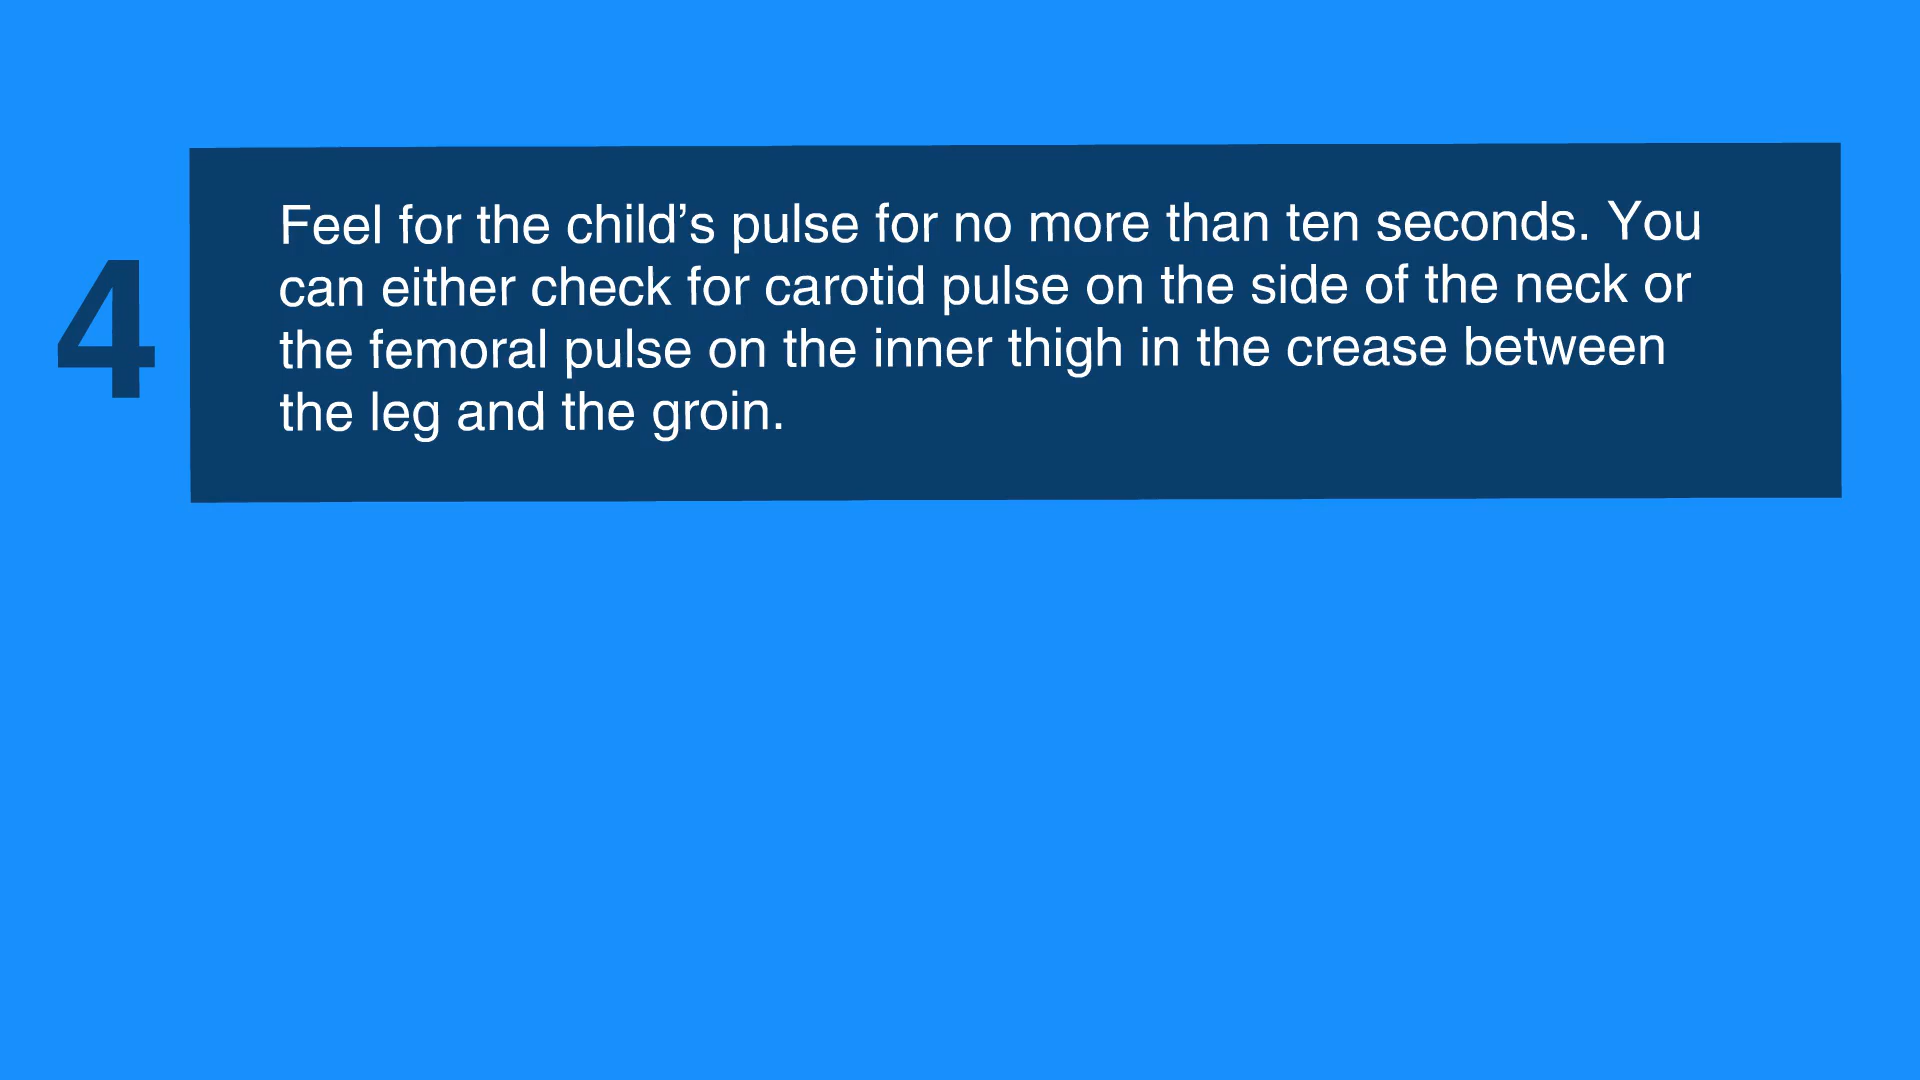 4
Feel for the child’s pulse for no more than ten seconds. You
can either check for carotid pulse on the side of the neck or
the femoral pulse on the inner thigh in the crease between
the leg and the groin.